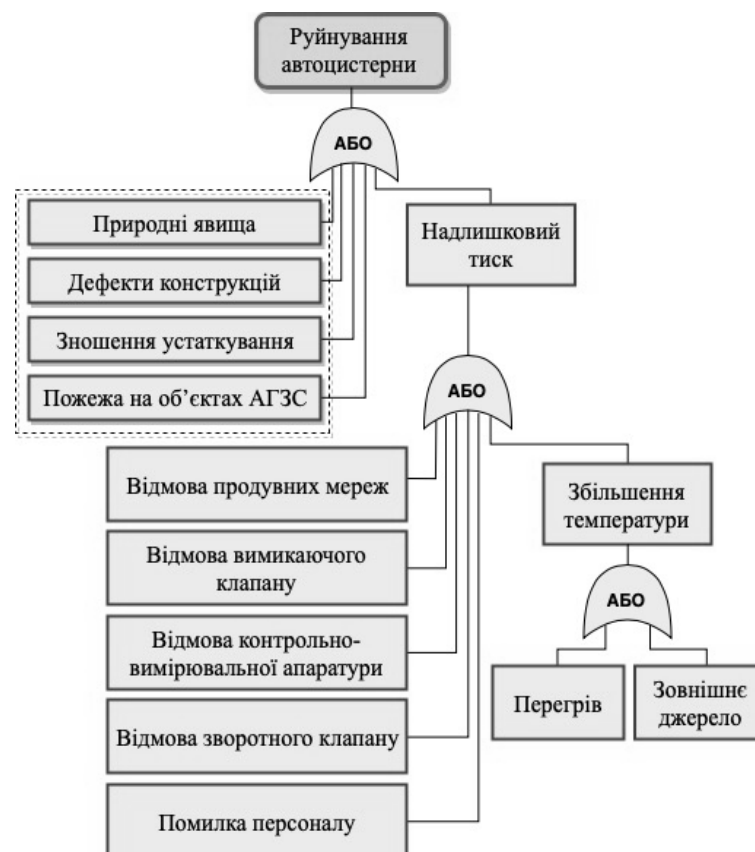 Руйнування
автоцистерни
АБО
Природні явища
Дефекти конструкцій
Зношення устаткування
Пожежа на об’єктах АГЗС
Надлишковий
тиск
АБО
Відмова продувних мереж
Відмова вимикаючого
клапану
Відмова контрольно-
вимірювальної апаратури
Відмова зворотного клапану
Помилка персоналу
Збільшення
температури
АБО
Перегрів
Зовнішнє
джерело